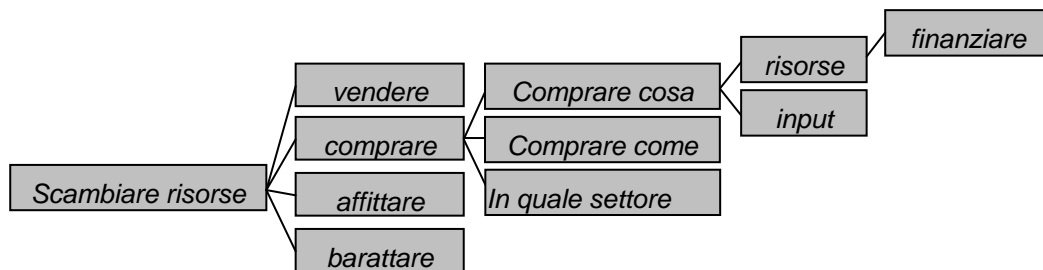 finanziare
risorse
vendere
Comprare cosa
input
comprare
Comprare come
Scambiare risorse
affittare
In quale settore
barattare